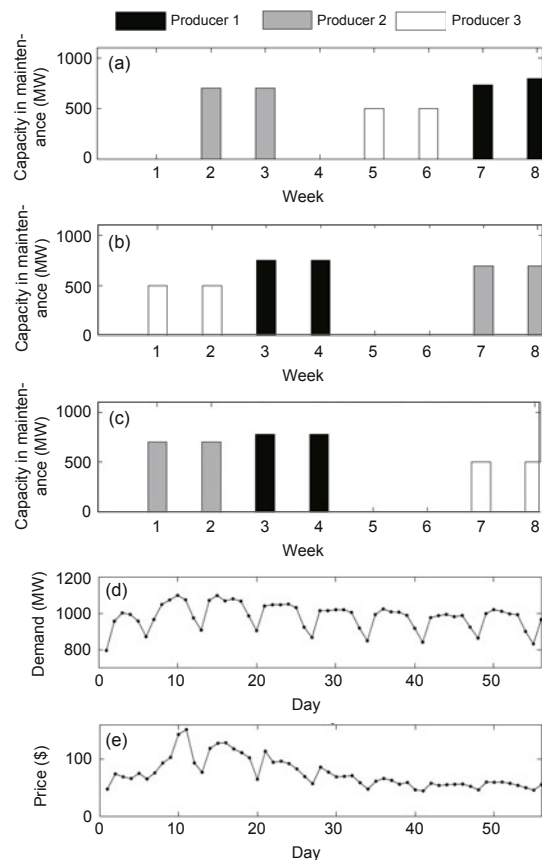 Producer 1 Producer 2 Producer 3
(a)
Capacity in mainten-
ance (MW)
1000
500
0
1 2 3 4 5 6 7 8
Week
(b)
Capacity in mainten-
ance (MW)
1000
500
0
1 2 3 4 5 6 7 8
Week
(c)
Capacity in mainten-
ance (MW)
1000
500
0
1 2 3 4 5 6 7 8
Week
(d)
Demand (MW)
1200
1000
800
0 10 20 30 40 50
Day
(e)
Price ($)
100
0
0 10 20 30 40 50
Day